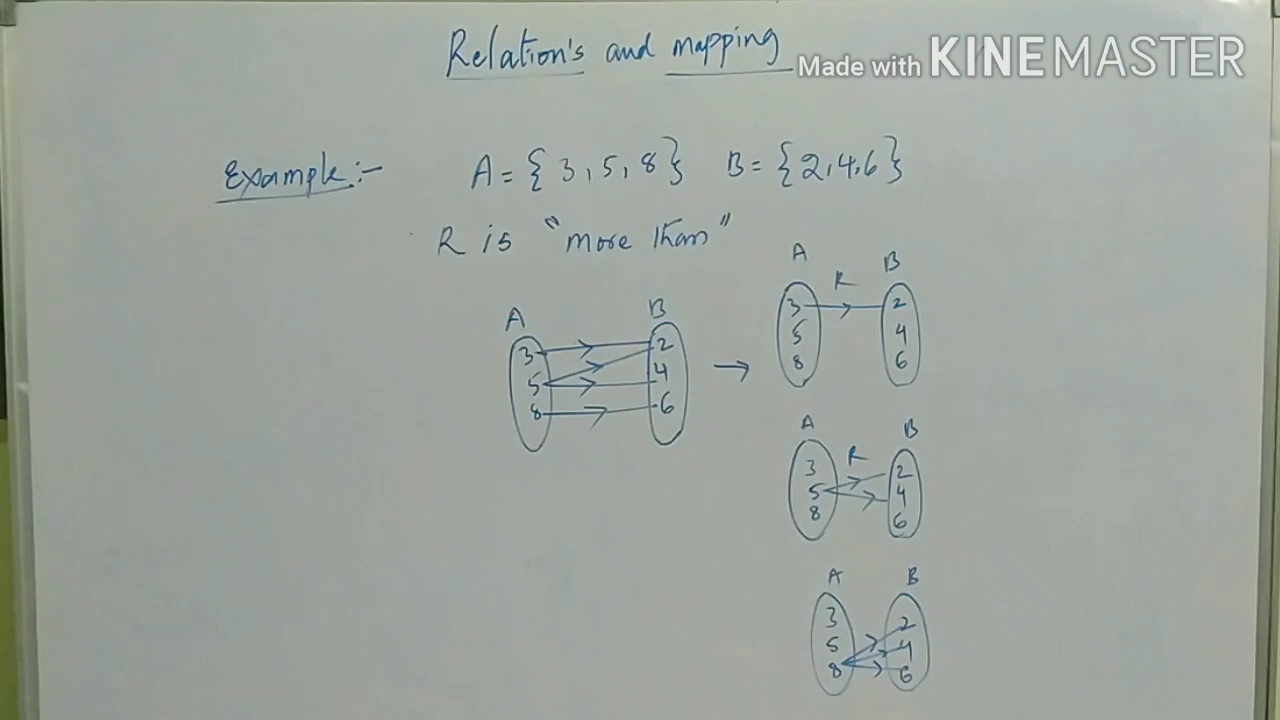 Relation's and mapping
Made with KINEMASTER
Example:- A = { 3, 5, 8 } B = { 2, 4, 6 }
R is "more than"
A B
3 2
5 4
8 6
→
A R B
3 2
5 4
8 6
A R B
3 2
5 4
8 6
A B
3 2
5 4
8 6